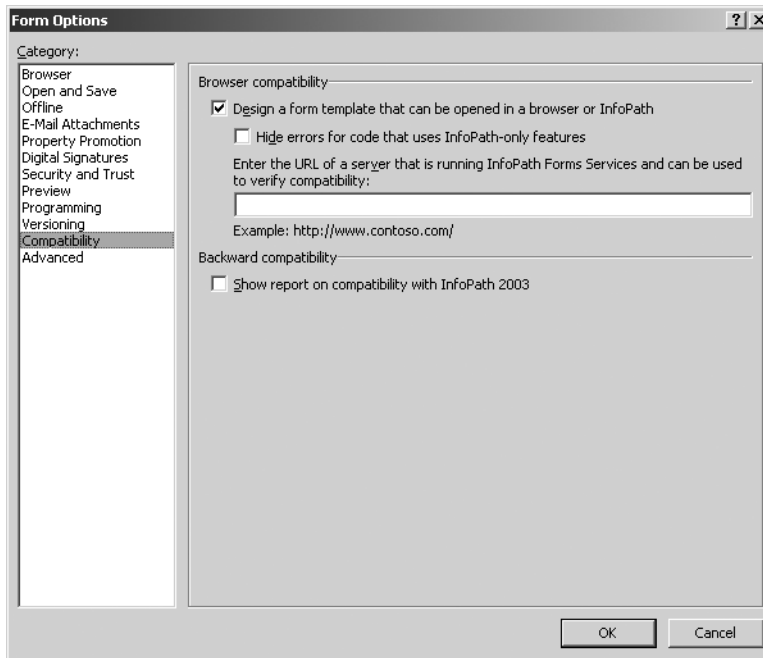 Form Options
Category:
Browser
Open and Save
Offline
E-Mail Attachments
Property Promotion
Digital Signatures
Security and Trust
Preview
Programming
Versioning
Compatibility
Advanced
Browser compatibility
Design a form template that can be opened in a browser or InfoPath
Hide errors for code that uses InfoPath-only features
Enter the URL of a server that is running InfoPath Forms Services and can be used
to verify compatibility:
Example: http://www.contoso.com/
Backward compatibility
Show report on compatibility with InfoPath 2003
OK
Cancel